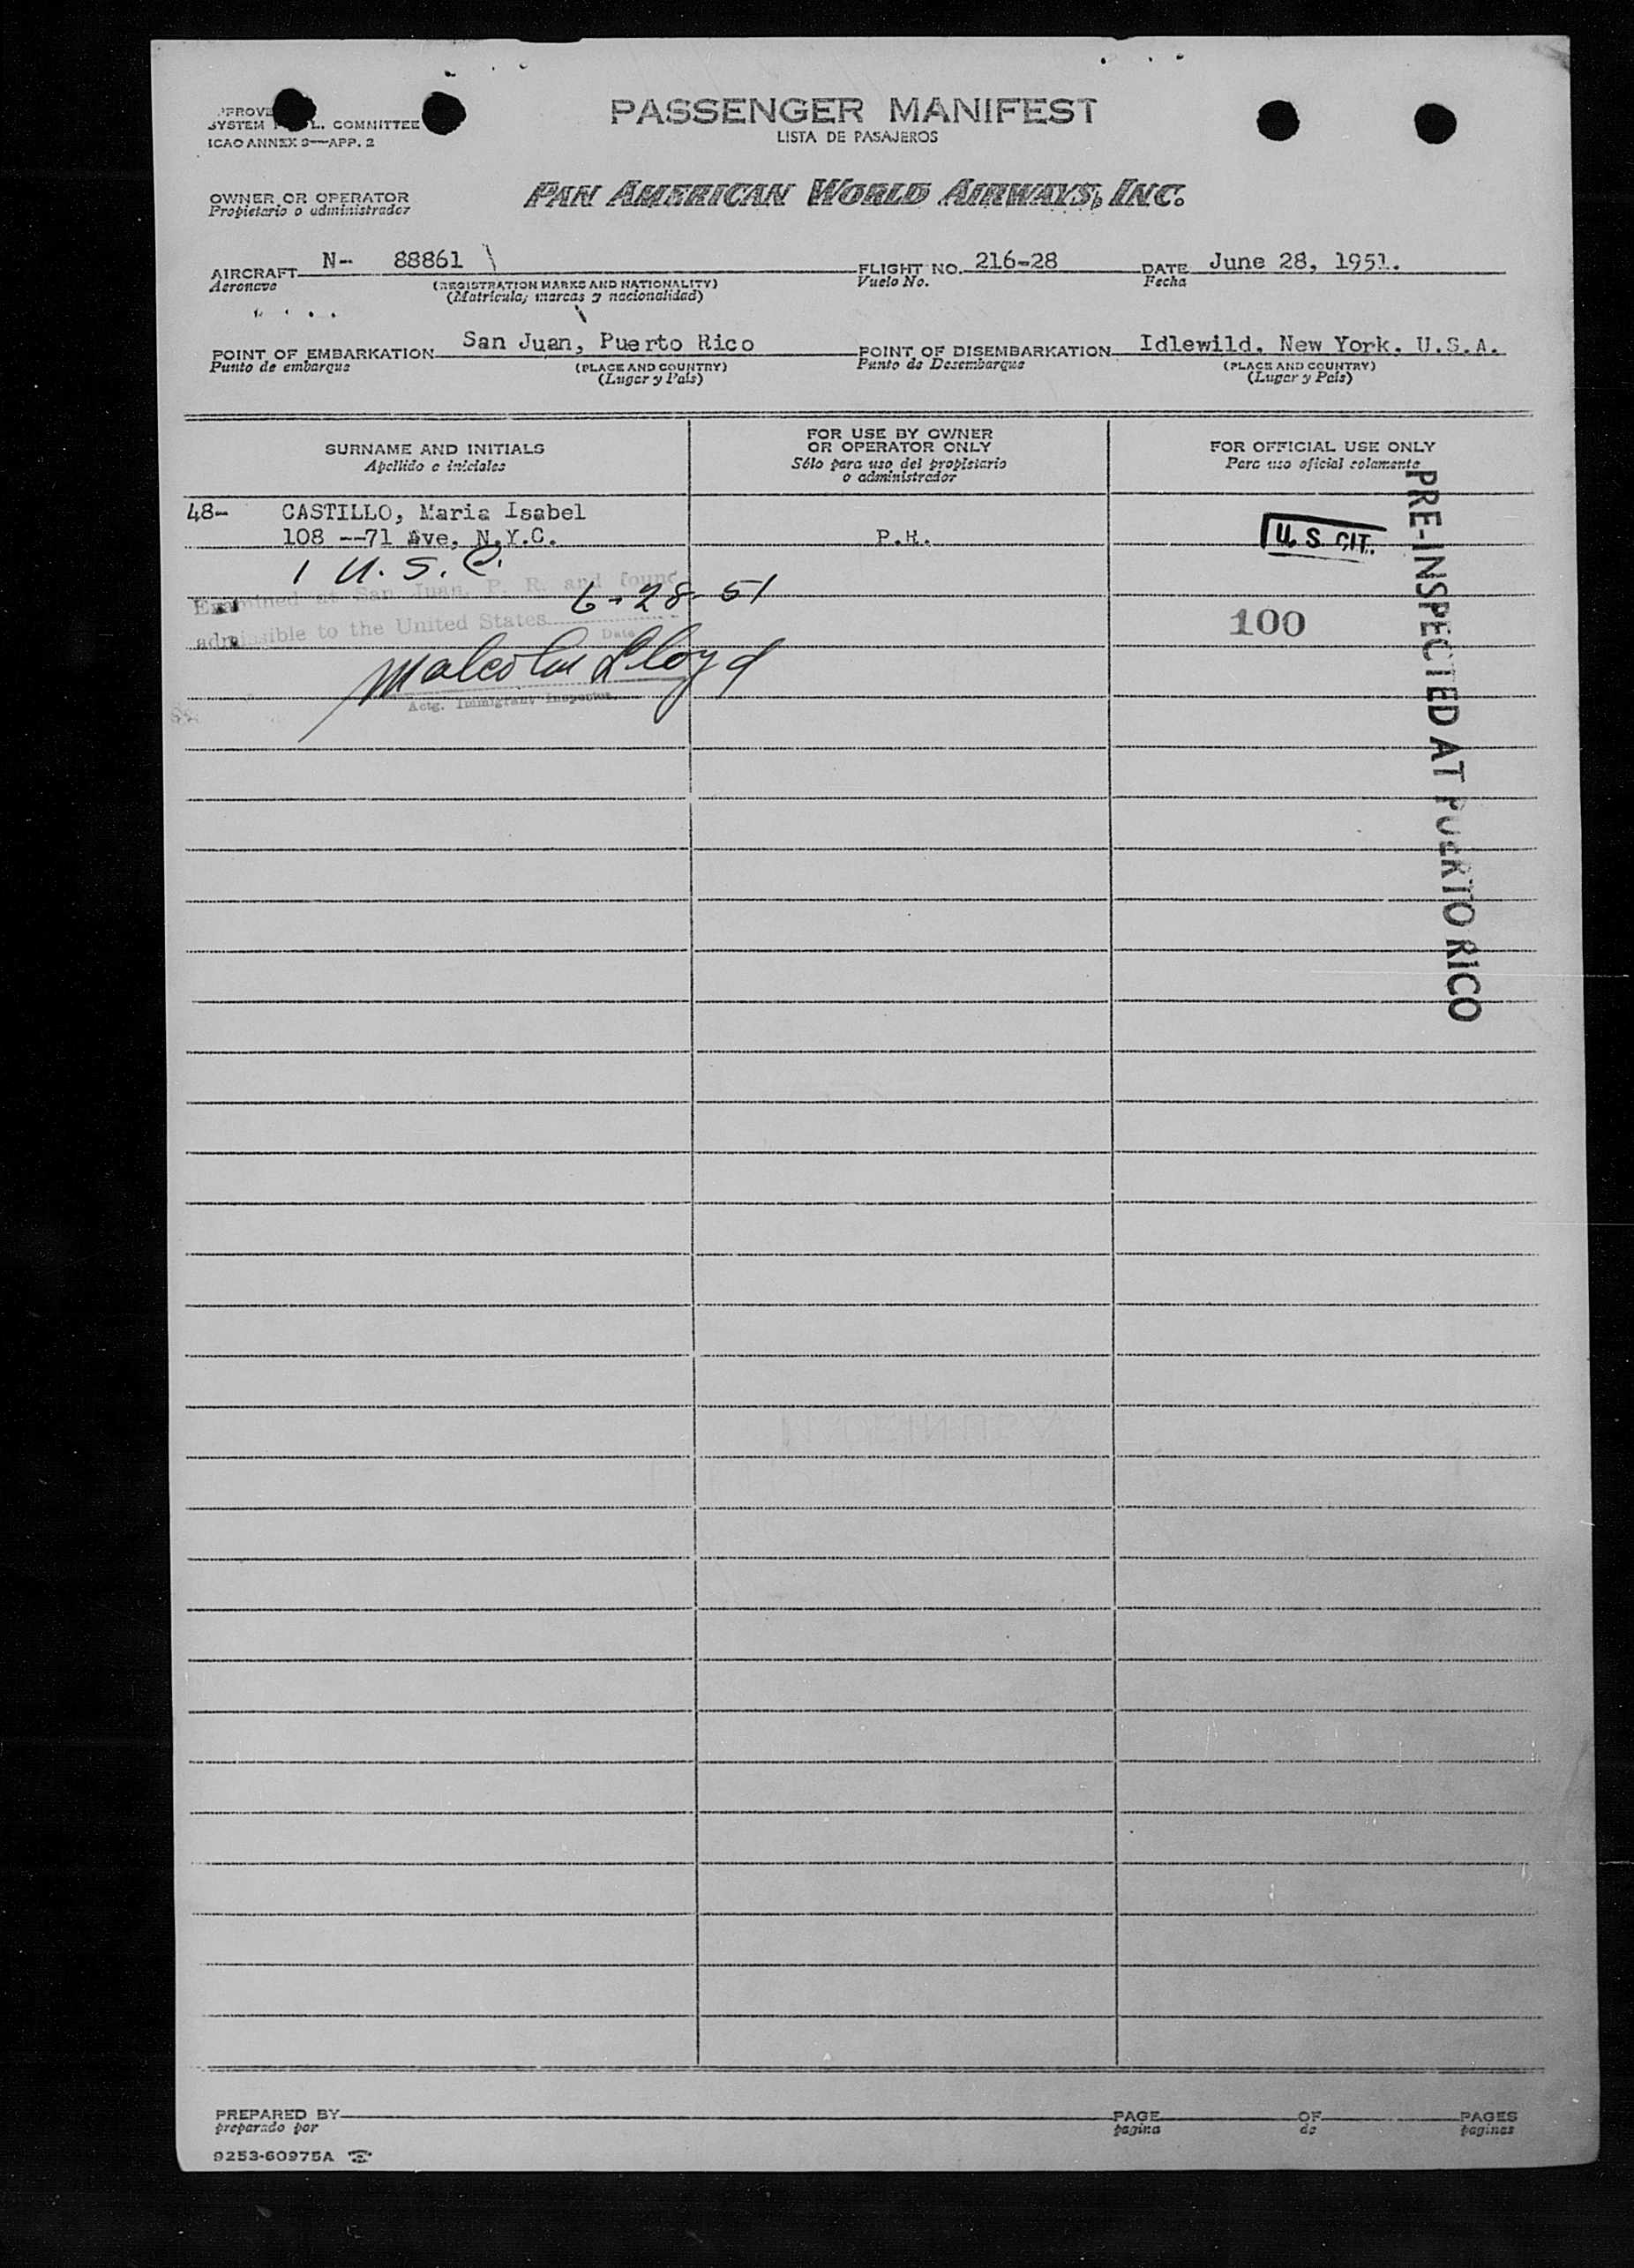 SYSTEM COMMITTEE
ICAO ANNEX 9—APP. 2
PASSENGER MANIFEST
LISTA DE PASAJEROS
OWNER OR OPERATOR
Propietario o administrador
PAN AMERICAN WORLD AIRWAYS, INC.
AIRCRAFT N- 88861 FLIGHT NO. 216-28 DATE June 28, 1951.
Aeronave (REGISTRATION MARKS AND NATIONALITY) Vuelo No. Fecha
(Matricula; marcas y nacionalidad)
POINT OF EMBARKATION San Juan, Puerto Rico POINT OF DISEMBARKATION Idlewild, New York, U.S.A.
Punto de embarque (PLACE AND COUNTRY) Punto de Desembarque (PLACE AND COUNTRY)
(Lugar y País) (Lugar y País)
SURNAME AND INITIALS
Apellido e iniciales
FOR USE BY OWNER
OR OPERATOR ONLY
Sólo para uso del propietario
o administrador
FOR OFFICIAL USE ONLY
Para uso oficial solamente
48- CASTILLO, Maria Isabel
108 --71 Ave, N.Y.C. P.R. U.S CIT.
1 U.S.C.
Examined at San Juan, P. R. and found
6-28-51
admissible to the United States
Date
100
Malcolm Lloyd
Actg. Immigrant Inspector.
PRE-INSPECTED AT PUERTO RICO
PREPARED BY PAGE OF PAGES
preparado por pagina de paginas
9253-60975A